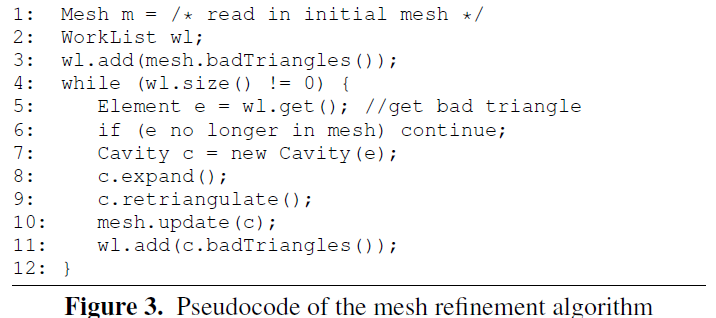 1: Mesh m = /* read in initial mesh */
2: WorkList wl;
3: wl.add(mesh.badTriangles());
4: while (wl.size() != 0) {
5: Element e = wl.get(); //get bad triangle
6: if (e no longer in mesh) continue;
7: Cavity c = new Cavity(e);
8: c.expand();
9: c.retriangulate();
10: mesh.update(c);
11: wl.add(c.badTriangles());
12: }
Figure 3. Pseudocode of the mesh refinement algorithm